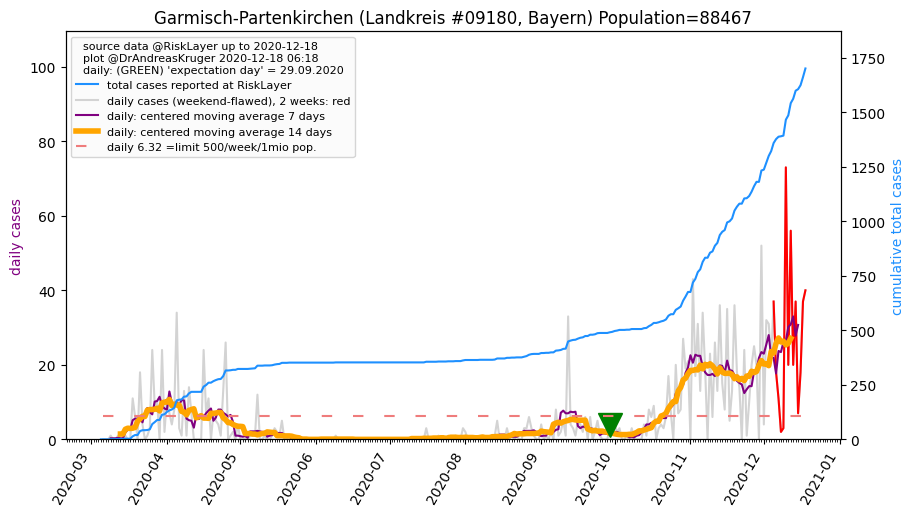 Garmisch-Partenkirchen (Landkreis #09180, Bayern) Population=88467
source data @RiskLayer up to 2020-12-18
plot @DrAndreasKruger 2020-12-18 06:18
daily: (GREEN) 'expectation day' = 29.09.2020
total cases reported at RiskLayer
daily cases (weekend-flawed), 2 weeks: red
daily: centered moving average 7 days
daily: centered moving average 14 days
daily 6.32 =limit 500/week/1mio pop.
daily cases
100
80
60
40
20
0
cumulative total cases
1750
1500
1250
1000
750
500
250
0
2020-03
2020-04
2020-05
2020-06
2020-07
2020-08
2020-09
2020-10
2020-11
2020-12
2021-01